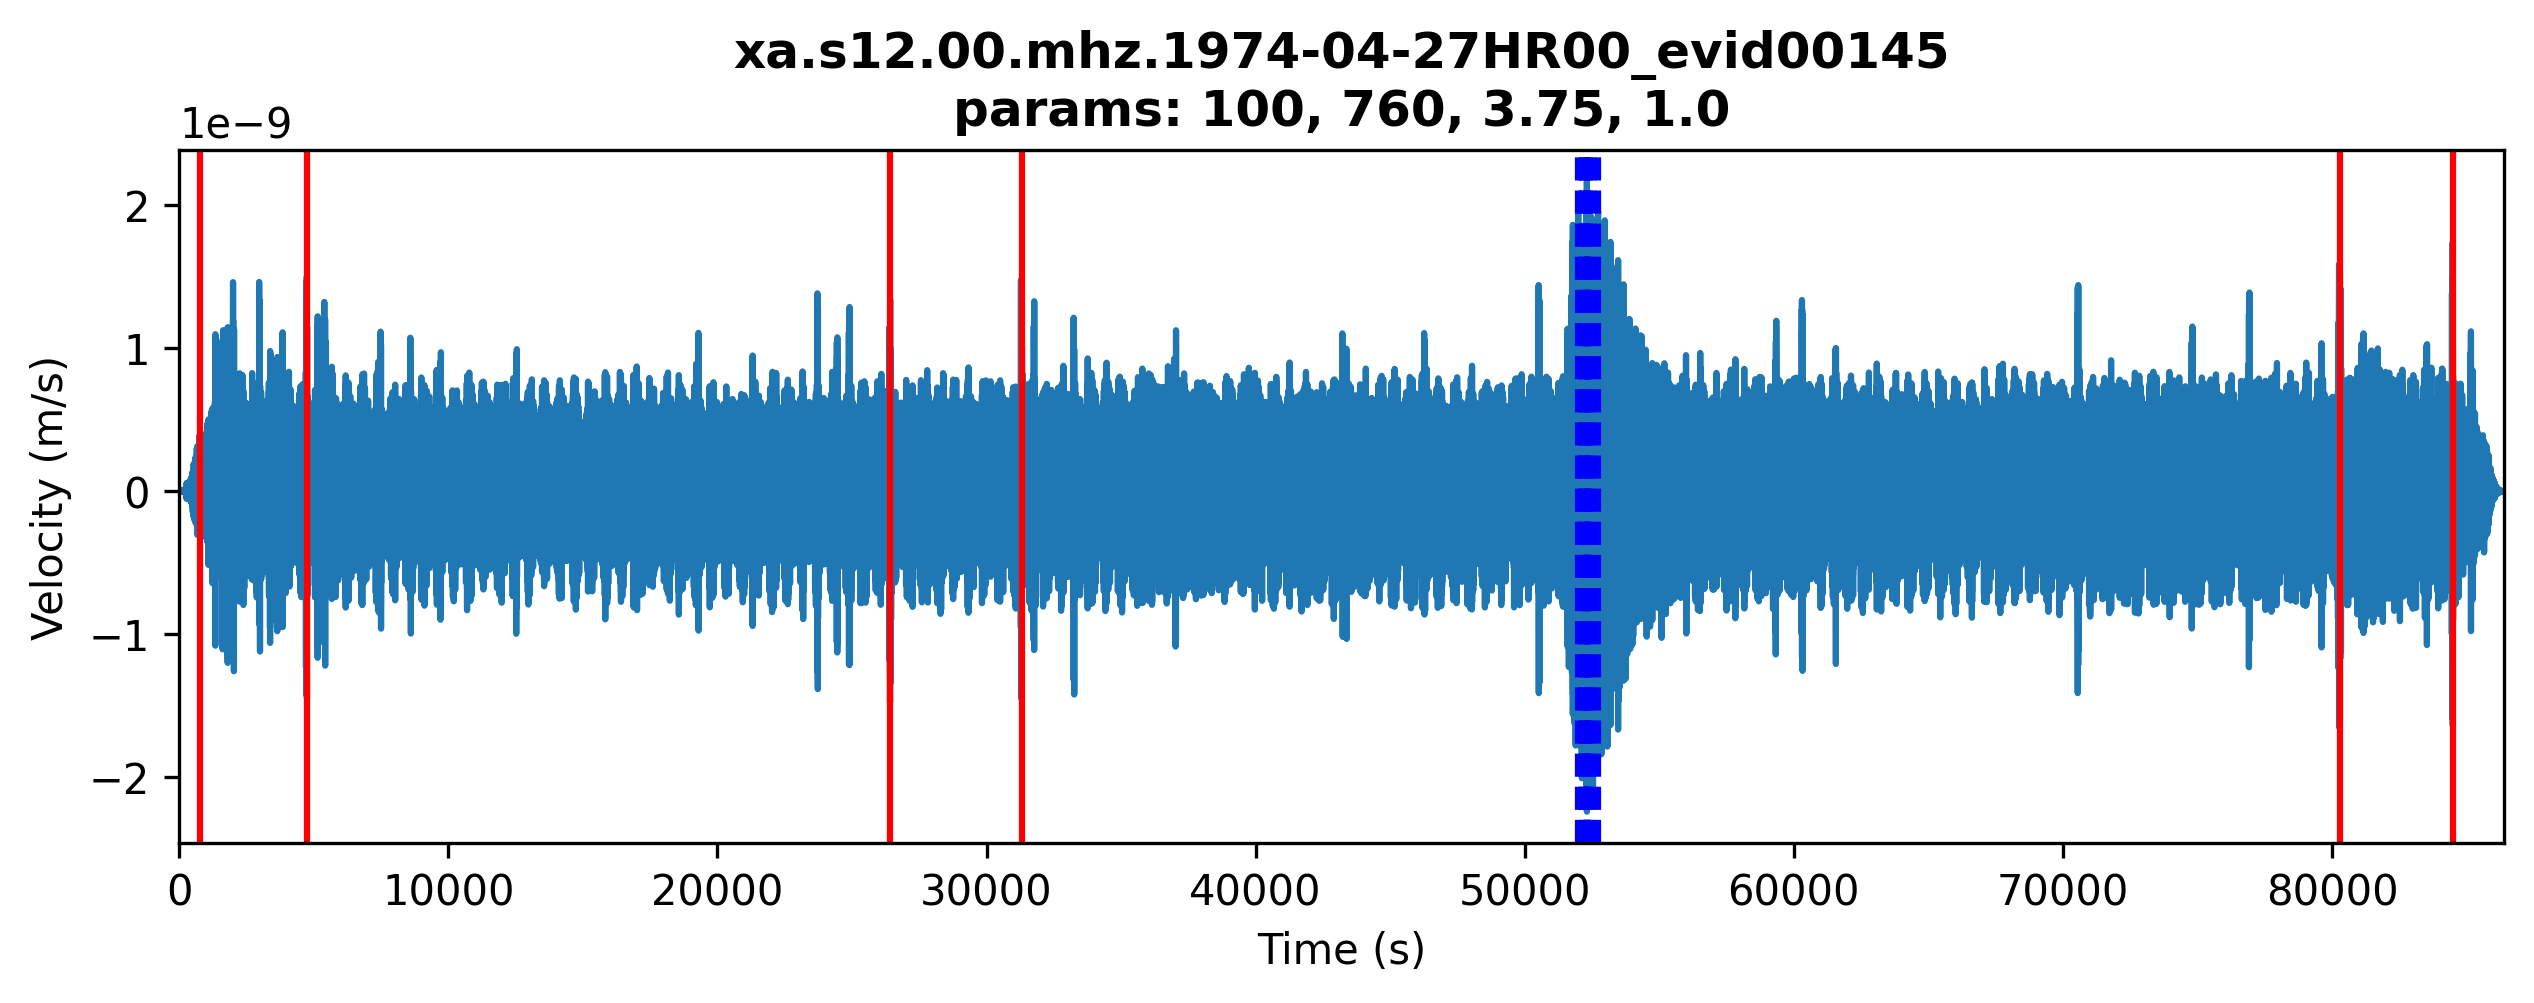 xa.s12.00.mhz.1974-04-27HR00_evid00145
params: 100, 760, 3.75, 1.0
1e−9
2
1
0
−1
−2
Velocity (m/s)
0 10000 20000 30000 40000 50000 60000 70000 80000
Time (s)